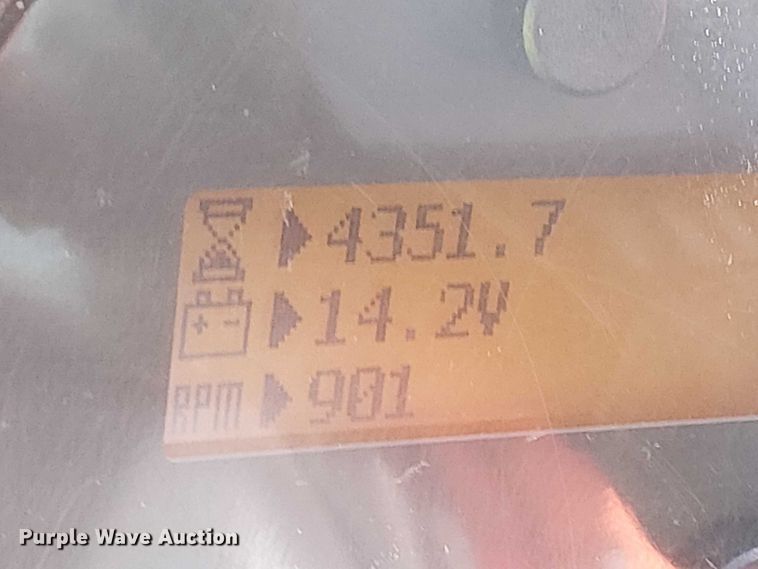 4351.7
14.2V
RPM 901
Purple Wave Auction